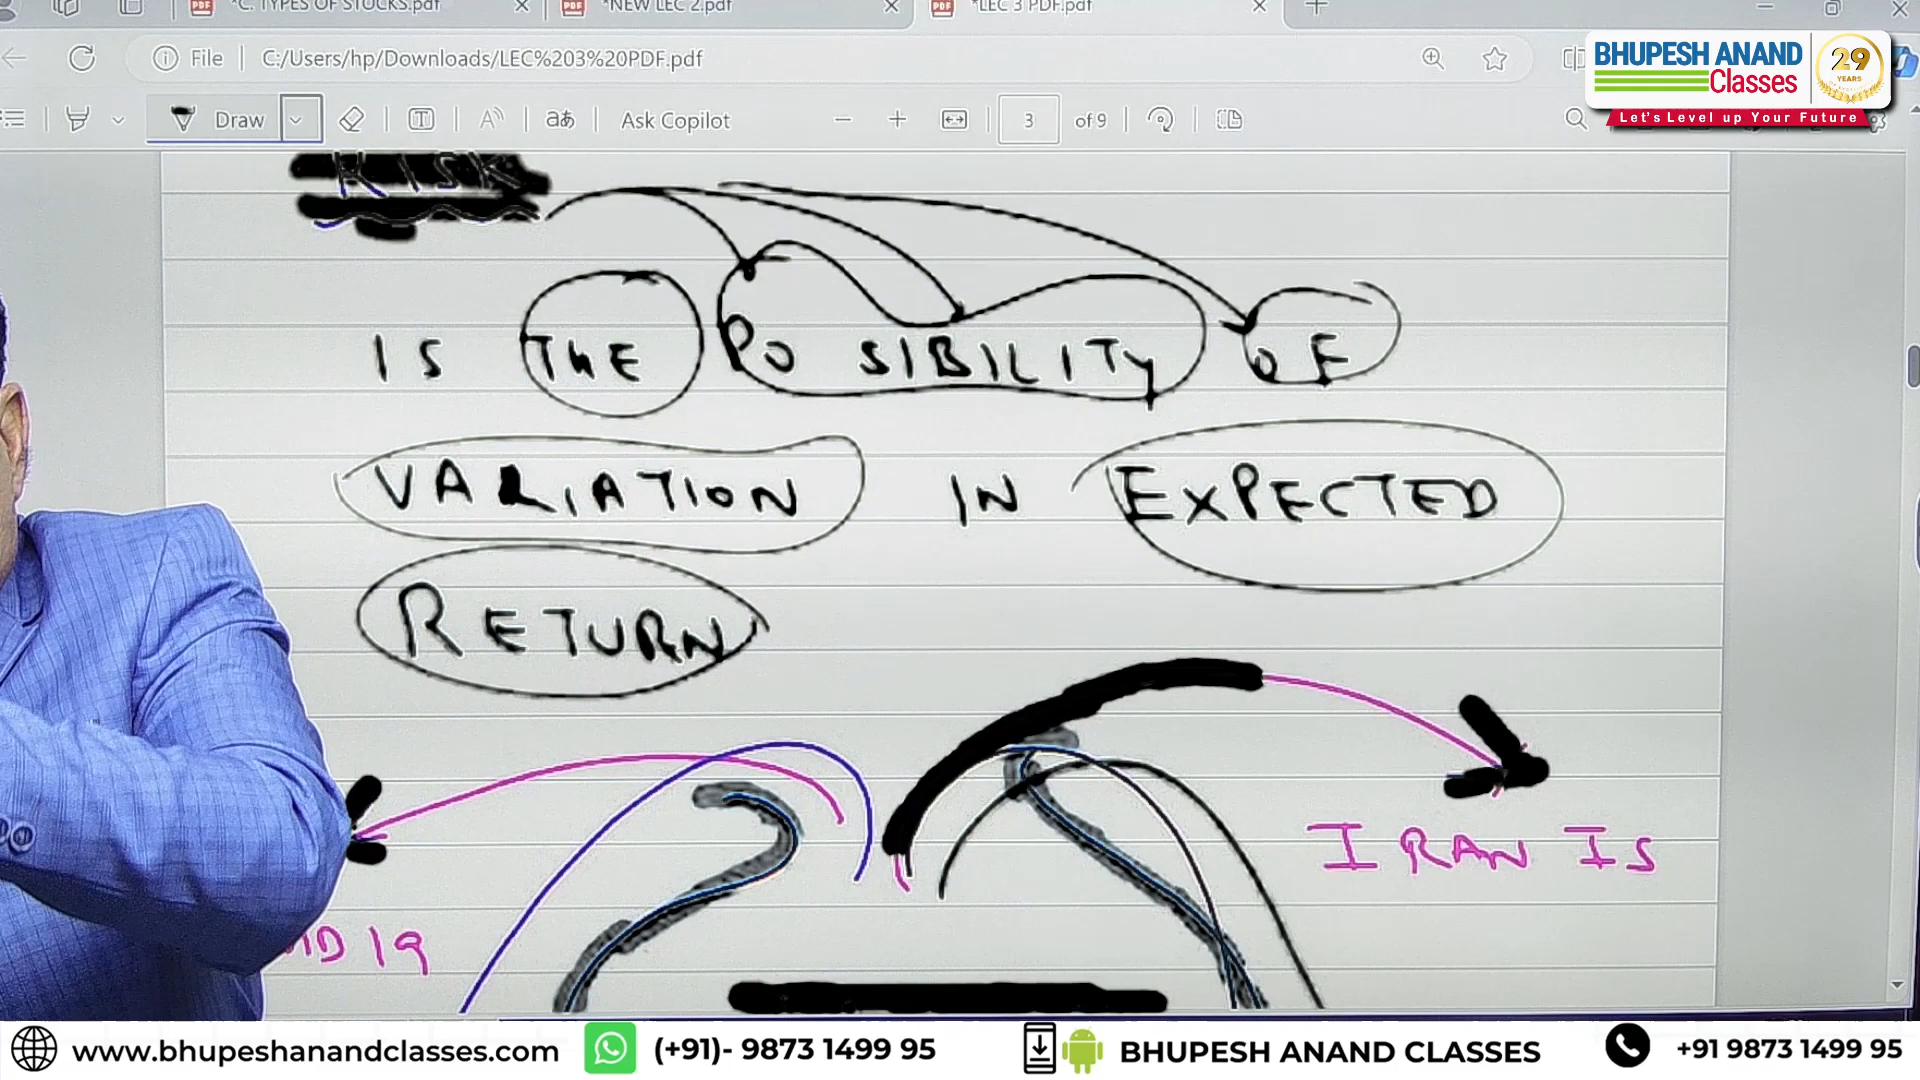 *C. TYPES OF STOCKS.pdf
*NEW LEC 2.pdf
*LEC 3 PDF.pdf
File C:/Users/hp/Downloads/LEC%203%20PDF.pdf
BHUPESH ANAND
Classes
29
YEARS
Let's Level up Your Future
Draw
Ask Copilot
3 of 9
RISK
IS THE POSIBILITY OF
VARIATION IN EXPECTED
RETURN
IRAN IS
www.bhupeshanandclasses.com
(+91)- 9873 1499 95
BHUPESH ANAND CLASSES
+91 9873 1499 95